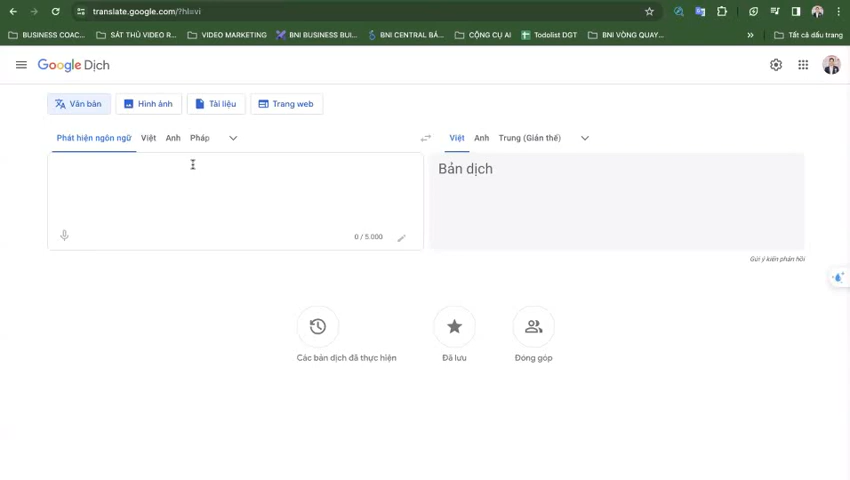 translate.google.com/?hl=vi
BUSINESS COAC... SÁT THỦ VIDEO R... VIDEO MARKETING BNI BUSINESS BUI... BNI CENTRAL BẢ... CÔNG CỤ AI Todolist DGT BNI VÒNG QUAY... » Tất cả dấu trang
Google Dịch
Văn bản Hình ảnh Tài liệu Trang web
Phát hiện ngôn ngữ Việt Anh Pháp Việt Anh Trung (Giản thể)
Bản dịch
0 / 5.000
Gửi ý kiến phản hồi
Các bản dịch đã thực hiện Đã lưu Đóng góp